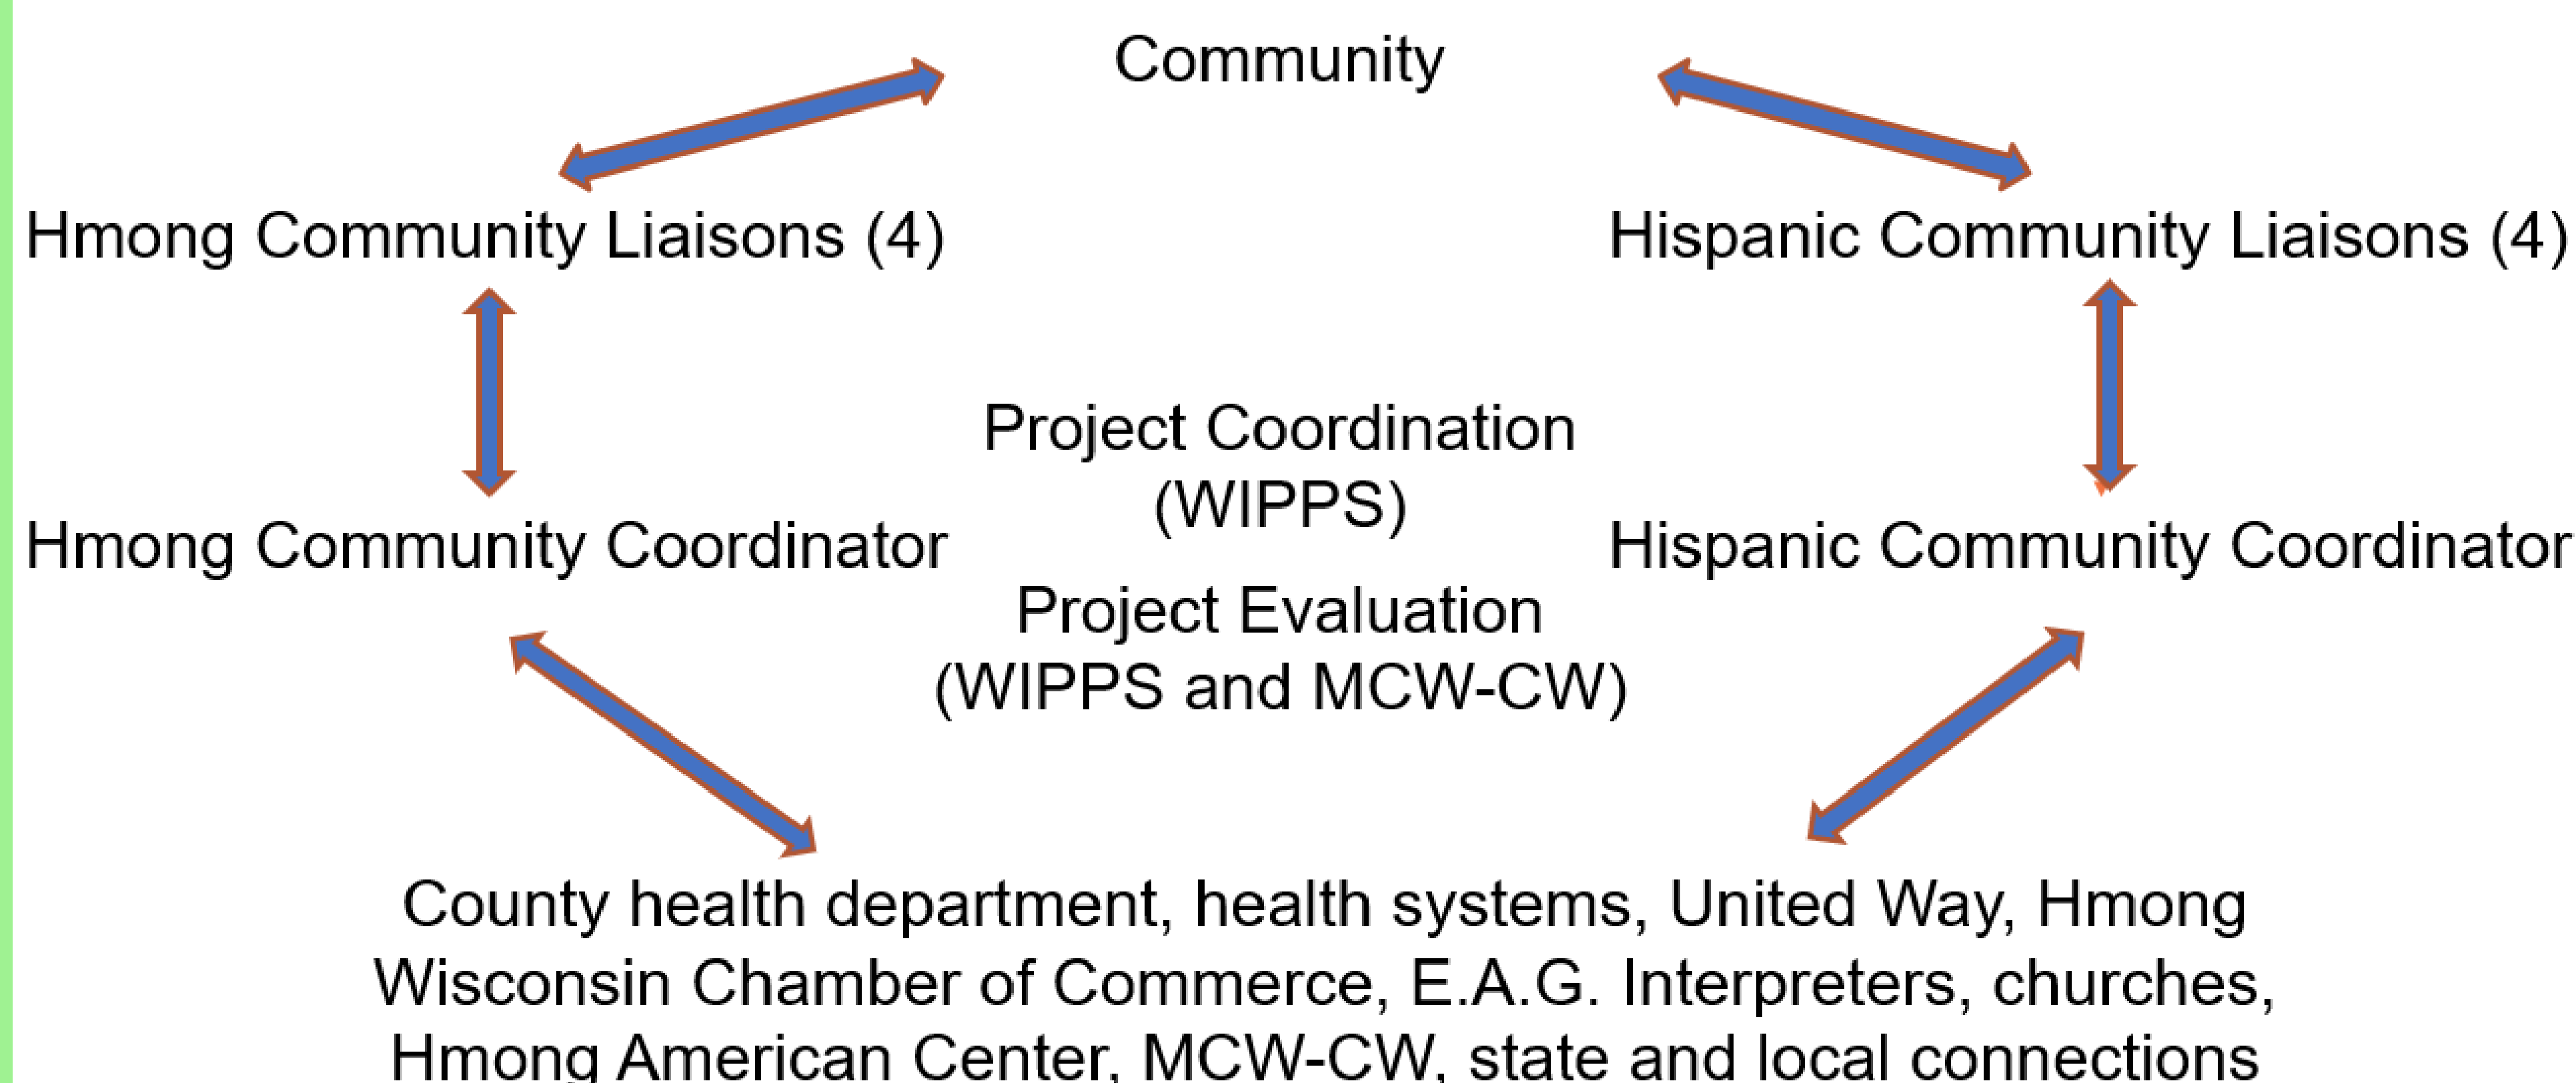 Community
Hmong Community Liaisons (4)
Hispanic Community Liaisons (4)
Project Coordination
(WIPPS)
Hmong Community Coordinator
Hispanic Community Coordinator
Project Evaluation
(WIPPS and MCW-CW)
County health department, health systems, United Way, Hmong
Wisconsin Chamber of Commerce, E.A.G. Interpreters, churches,
Hmong American Center, MCW-CW, state and local connections